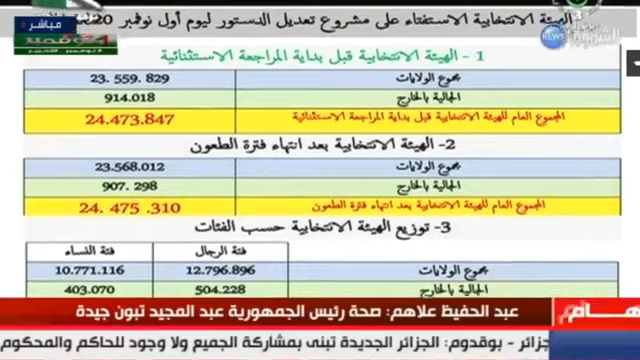 مباشر
الهيئة الانتخابية الاستفتاء على مشروع تعديل الدستور ليوم أول نوفمبر 2020
NEWS
1 - الهيئة الانتخابية قبل بداية المراجعة الاستثنائية
مجموع الولايات 23. 559. 829
الجالية بالخارج 914.018
المجموع العام للهيئة الانتخابية قبل بداية المراجعة الاستثنائية 24.473.847
2- الهيئة الانتخابية بعد انتهاء فترة الطعون
مجموع الولايات 23.568.012
الجالية بالخارج 907. 298
المجموع العام للهيئة الانتخابية بعد انتهاء فترة الطعون 24. 475 .310
3- توزيع الهيئة الانتخابية حسب الفئات
فئة الرجال فئة النساء
مجموع الولايات 12.796.896 10.771.116
الجالية بالخارج 504.228 403.070
عبد الحفيظ علاهم: صحة رئيس الجمهورية عبد المجيد تبون جيدة
بوقدوم: الجزائر الجديدة تبنى بمشاركة الجميع ولا وجود للحاكم والمحكوم